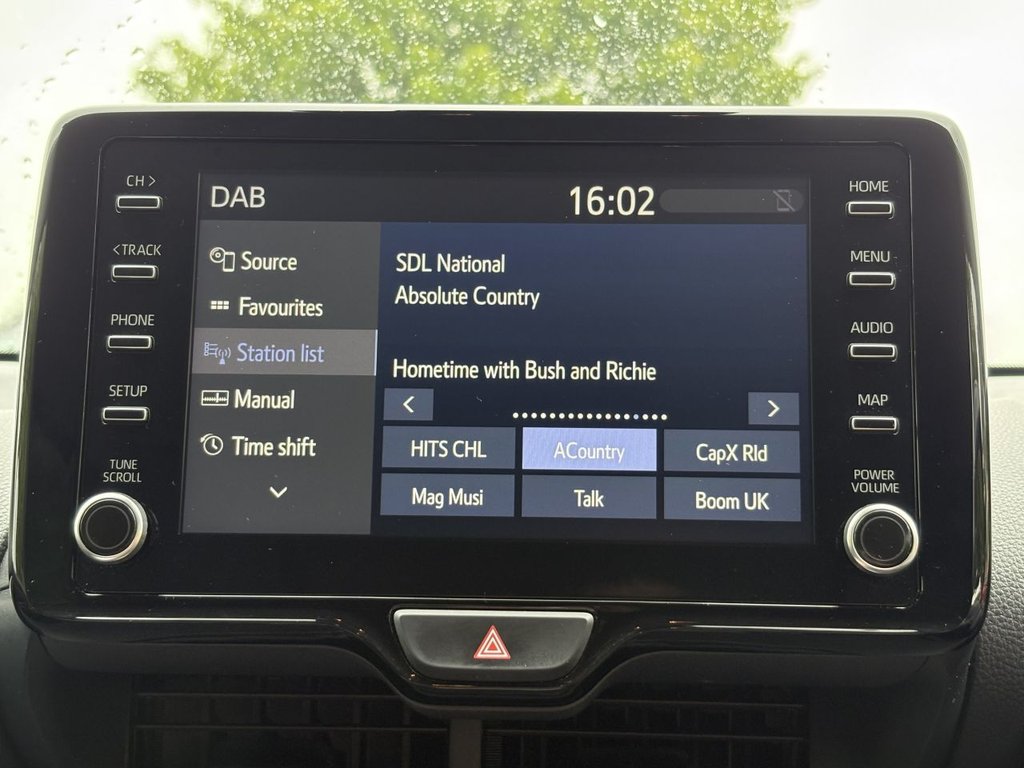 DAB
16:02
CH >
<TRACK
PHONE
SETUP
TUNE
SCROLL
Source
Favourites
Station list
Manual
Time shift
SDL National
Absolute Country
Hometime with Bush and Richie
< >
HITS CHL ACountry CapX Rld
Mag Musi Talk Boom UK
HOME
MENU
AUDIO
MAP
POWER
VOLUME